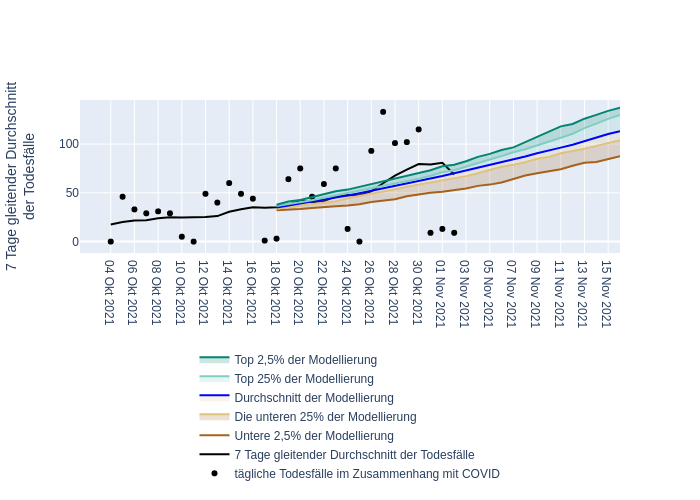 7 Tage gleitender Durchschnitt
der Todesfälle
100
50
0
04 Okt 2021
06 Okt 2021
08 Okt 2021
10 Okt 2021
12 Okt 2021
14 Okt 2021
16 Okt 2021
18 Okt 2021
20 Okt 2021
22 Okt 2021
24 Okt 2021
26 Okt 2021
28 Okt 2021
30 Okt 2021
01 Nov 2021
03 Nov 2021
05 Nov 2021
07 Nov 2021
09 Nov 2021
11 Nov 2021
13 Nov 2021
15 Nov 2021
Top 2,5% der Modellierung
Top 25% der Modellierung
Durchschnitt der Modellierung
Die unteren 25% der Modellierung
Untere 2,5% der Modellierung
7 Tage gleitender Durchschnitt der Todesfälle
tägliche Todesfälle im Zusammenhang mit COVID